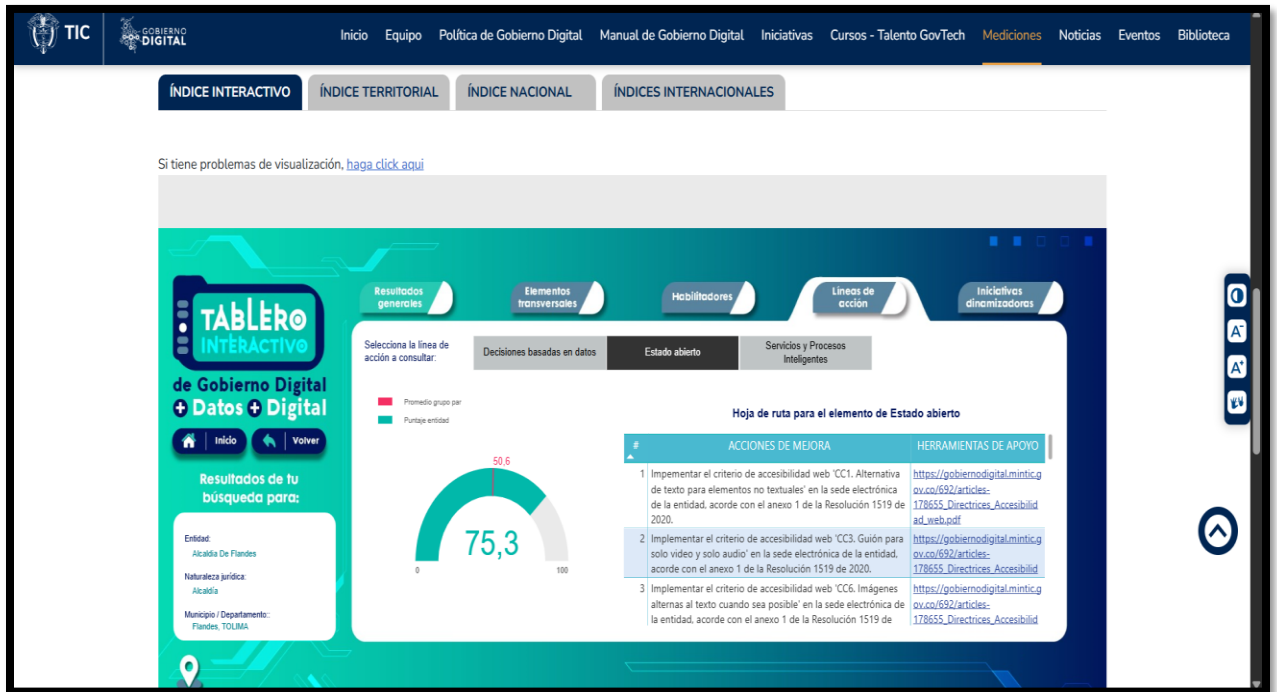 TIC
GOBIERNO
DIGITAL
Inicio Equipo Política de Gobierno Digital Manual de Gobierno Digital Iniciativas Cursos - Talento GovTech Mediciones Noticias Eventos Biblioteca
ÍNDICE INTERACTIVO ÍNDICE TERRITORIAL ÍNDICE NACIONAL ÍNDICES INTERNACIONALES
Si tiene problemas de visualización, haga click aqui
Resultados
generales
Elementos
transversales
Habilitadores
Líneas de
acción
Iniciativas
dinamizadoras
TABLERO
INTERACTIVO
de Gobierno Digital
Datos Digital
Inicio Volver
Resultados de tu
búsqueda para:
Entidad:
Alcaldia De Flandes
Naturaleza jurídica:
Alcaldía
Municipio / Departamento::
Flandes, TOLIMA
Selecciona la línea de
acción a consultar:
Decisiones basadas en datos
Estado abierto
Servicios y Procesos
Inteligentes
Promedio grupo par
Puntaje entidad
50,6
75,3
0 100
Hoja de ruta para el elemento de Estado abierto
# ACCIONES DE MEJORA HERRAMIENTAS DE APOYO
1 Impementar el criterio de accesibilidad web 'CC1. Alternativa https://gobiernodigital.mintic.g
de texto para elementos no textuales' en la sede electrónica ov.co/692/articles-
de la entidad, acorde con el anexo 1 de la Resolución 1519 de 178655_Directrices_Accesibilid
2020. ad_web.pdf
2 Implementar el criterio de accesibilidad web 'CC3. Guión para https://gobiernodigital.mintic.g
solo video y solo audio' en la sede electrónica de la entidad, ov.co/692/articles-
acorde con el anexo 1 de la Resolución 1519 de 2020. 178655_Directrices_Accesibilid
3 Implementar el criterio de accesibilidad web 'CC6. Imágenes https://gobiernodigital.mintic.g
alternas al texto cuando sea posible' en la sede electrónica de ov.co/692/articles-
la entidad, acorde con el anexo 1 de la Resolución 1519 de 178655_Directrices_Accesibilid
A-
A+